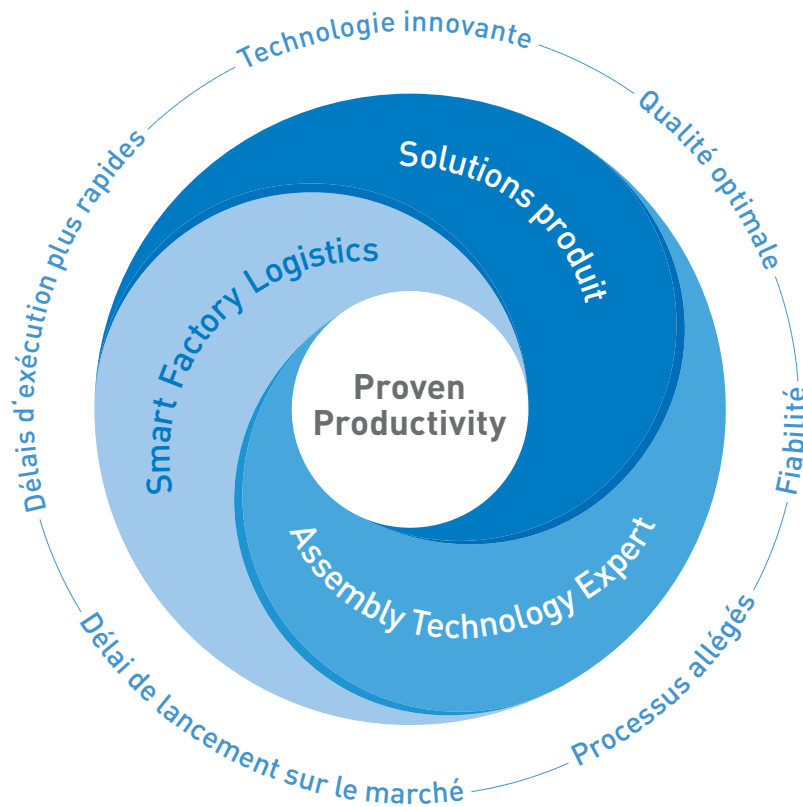 Technologie innovante
Qualité optimale
Fiabilité
Processus allégés
Délai de lancement sur le marché
Délais d'exécution plus rapides
Solutions produit
Assembly Technology Expert
Smart Factory Logistics
Proven
Productivity